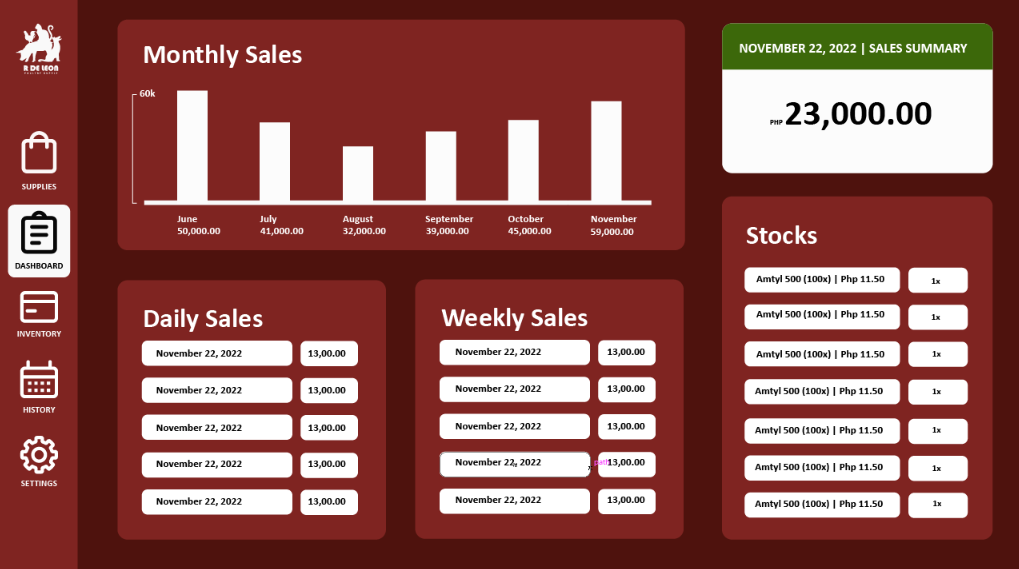 R DE LEON
SUPPLIES
DASHBOARD
INVENTORY
HISTORY
SETTINGS
Monthly Sales
60k
June
50,000.00
July
41,000.00
August
32,000.00
September
39,000.00
October
45,000.00
November
59,000.00
NOVEMBER 22, 2022 | SALES SUMMARY
PHP 23,000.00
Daily Sales
November 22, 2022 13,00.00
November 22, 2022 13,00.00
November 22, 2022 13,00.00
November 22, 2022 13,00.00
November 22, 2022 13,00.00
Weekly Sales
November 22, 2022 13,00.00
November 22, 2022 13,00.00
November 22, 2022 13,00.00
November 22, 2022 path 13,00.00
November 22, 2022 13,00.00
Stocks
Amtyl 500 (100x) | Php 11.50 1x
Amtyl 500 (100x) | Php 11.50 1x
Amtyl 500 (100x) | Php 11.50 1x
Amtyl 500 (100x) | Php 11.50 1x
Amtyl 500 (100x) | Php 11.50 1x
Amtyl 500 (100x) | Php 11.50 1x
Amtyl 500 (100x) | Php 11.50 1x